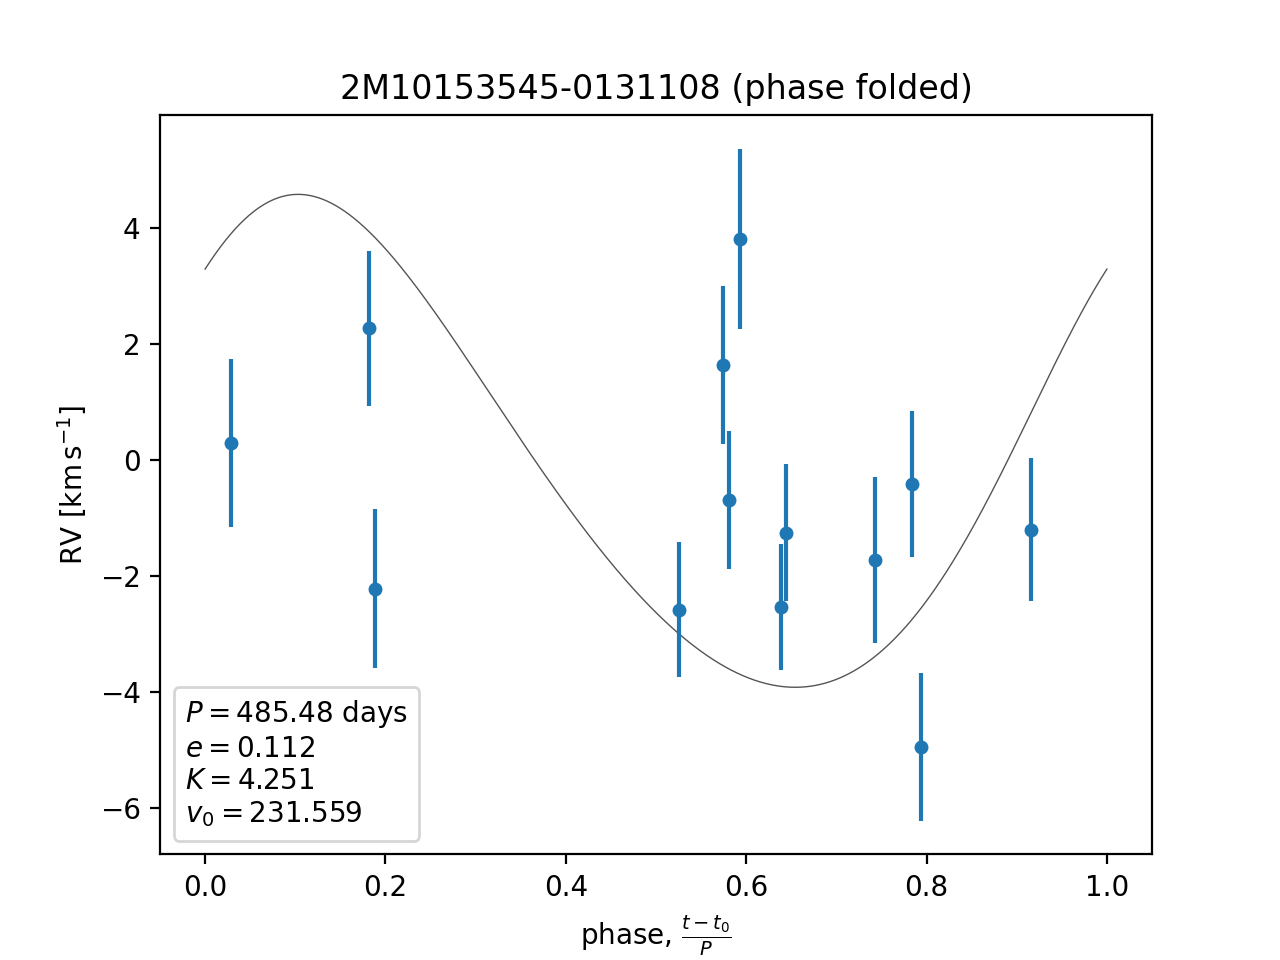 2M10153545-0131108 (phase folded)
RV [km s⁻¹]
4
2
0
−2
−4
−6
P = 485.48 days
e = 0.112
K = 4.251
v₀ = 231.559
0.0 0.2 0.4 0.6 0.8 1.0
phase, (t − t₀)/P